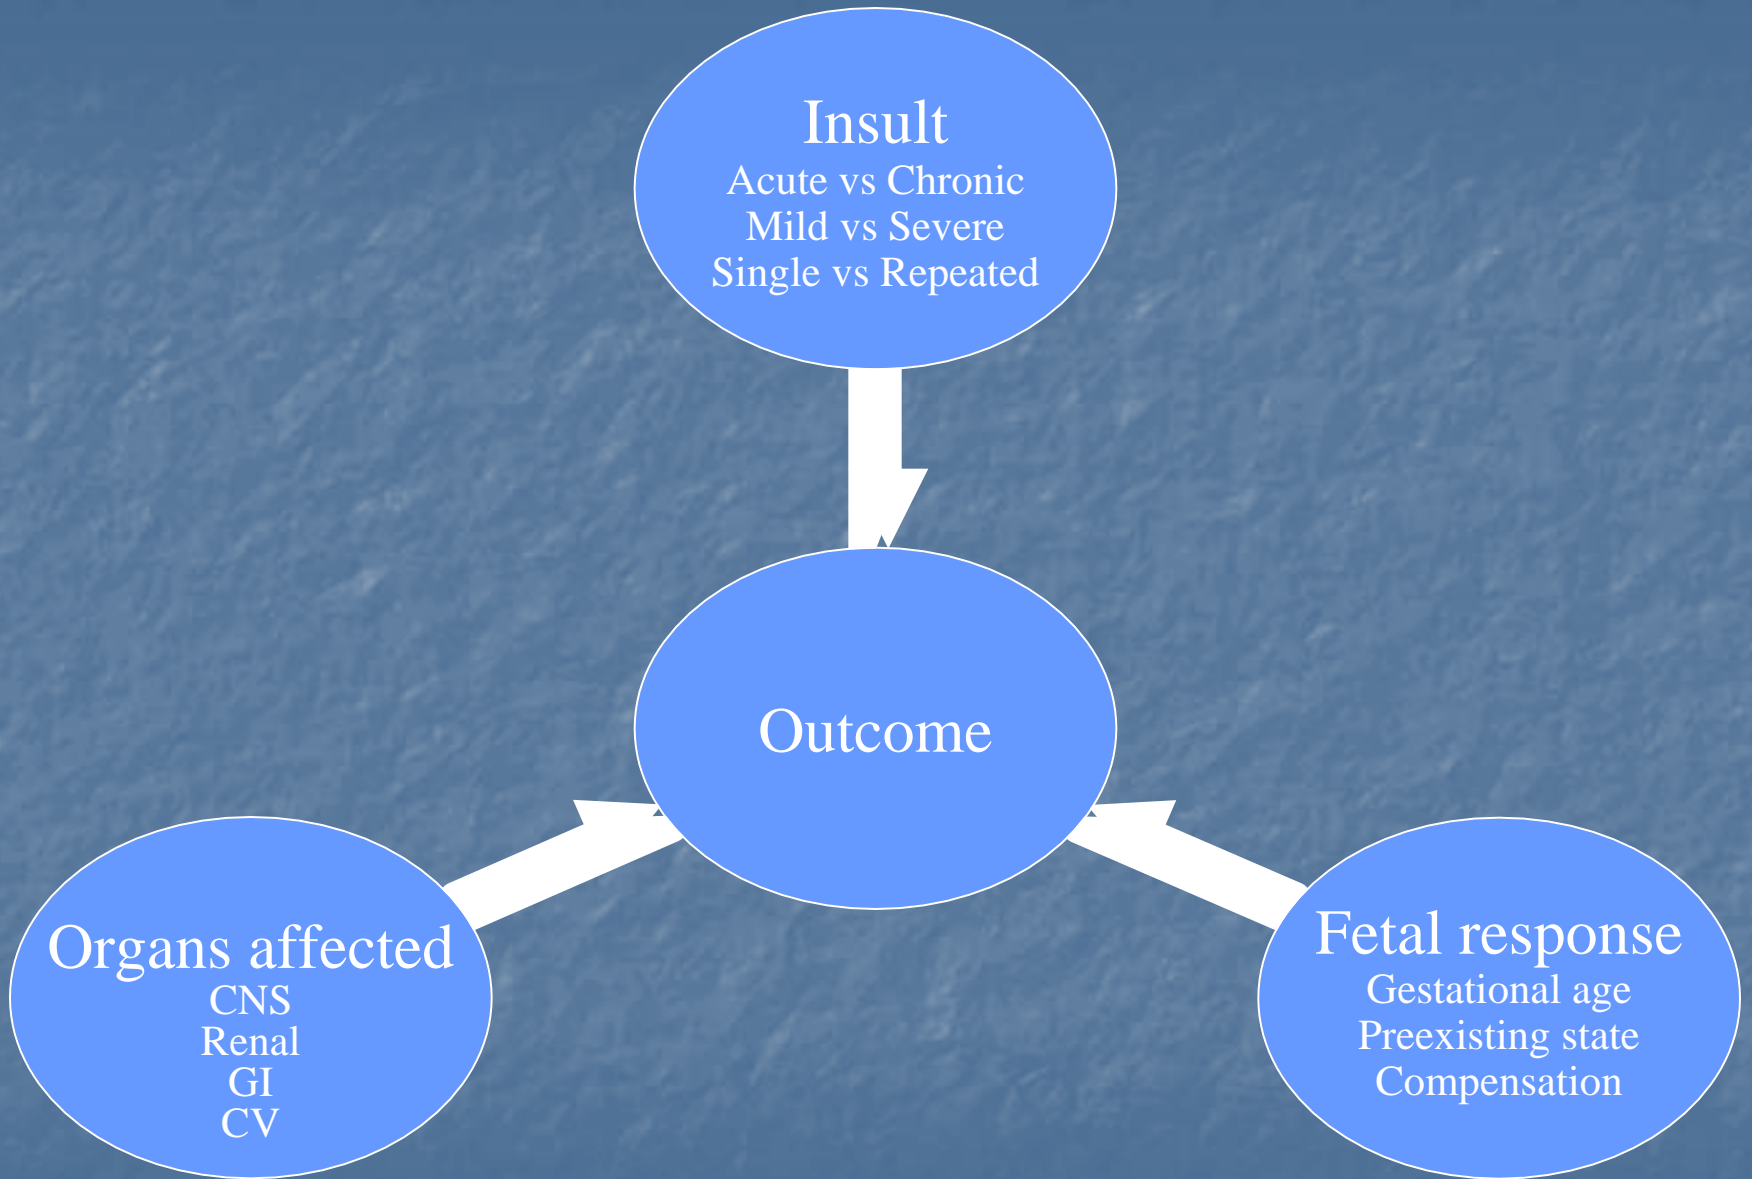 Insult
Acute vs Chronic
Mild vs Severe
Single vs Repeated
Outcome
Organs affected
CNS
Renal
GI
CV
Fetal response
Gestational age
Preexisting state
Compensation